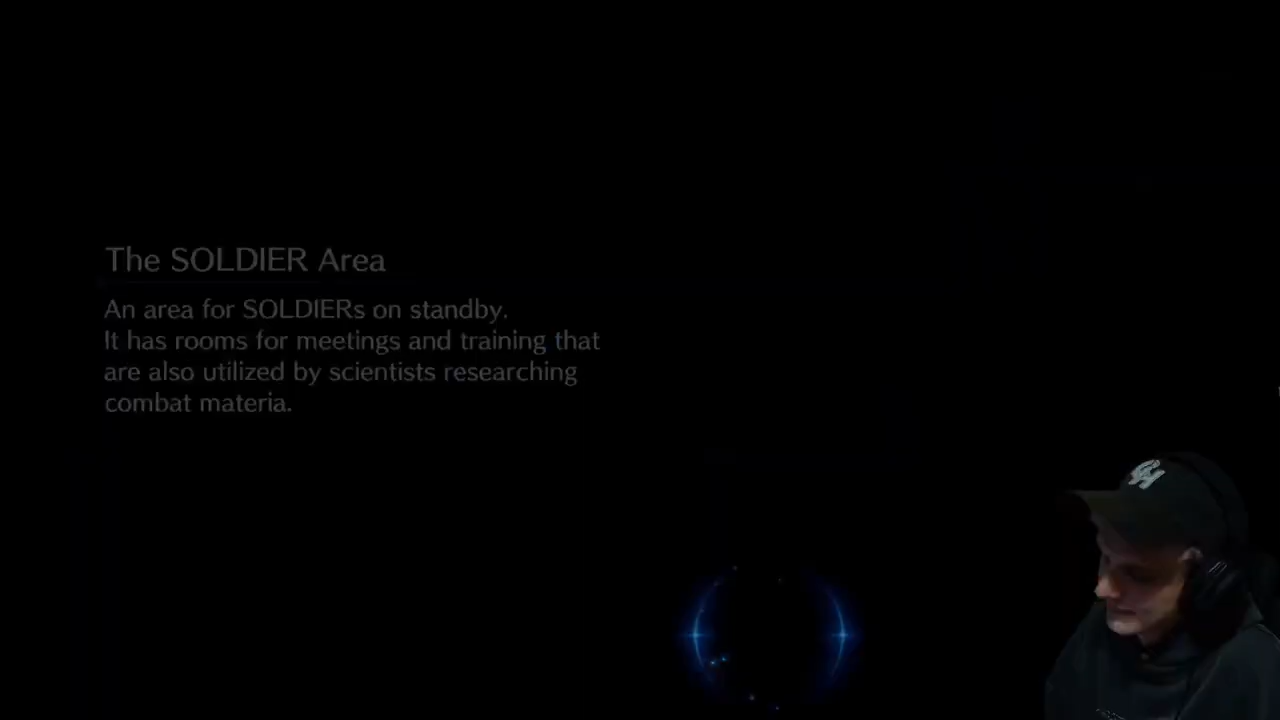 The SOLDIER Area
An area for SOLDIERs on standby.
It has rooms for meetings and training that
are also utilized by scientists researching
combat materia.